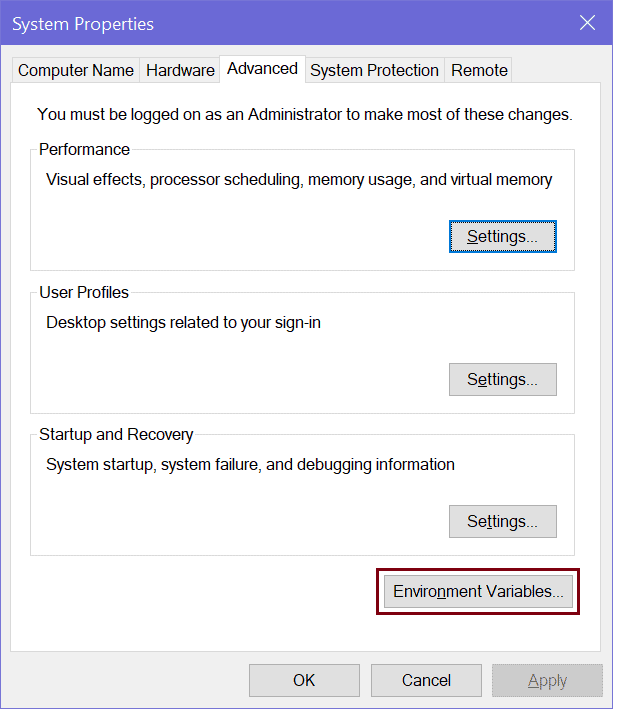 System Properties
Computer Name Hardware Advanced System Protection Remote
You must be logged on as an Administrator to make most of these changes.
Performance
Visual effects, processor scheduling, memory usage, and virtual memory
Settings...
User Profiles
Desktop settings related to your sign-in
Settings...
Startup and Recovery
System startup, system failure, and debugging information
Settings...
Environment Variables...
OK Cancel Apply